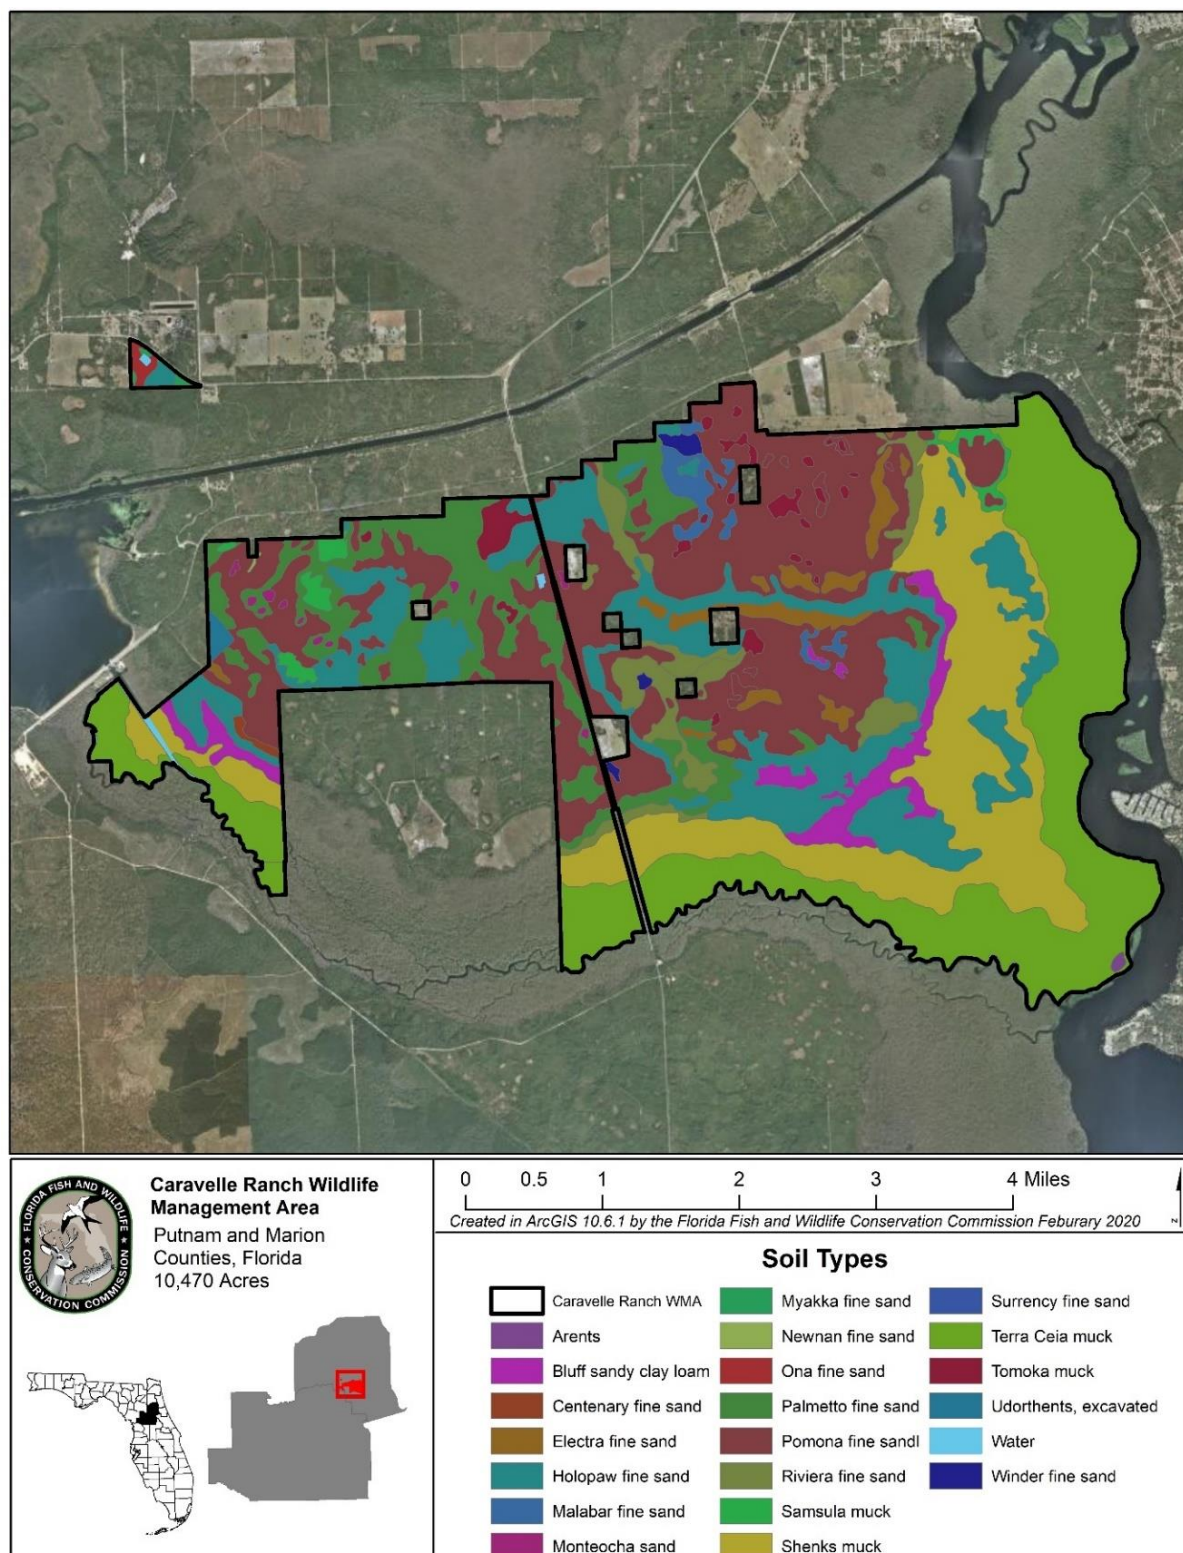 FLORIDA FISH AND WILDLIFE
CONSERVATION COMMISSION
Caravelle Ranch Wildlife
Management Area
Putnam and Marion
Counties, Florida
10,470 Acres
0 0.5 1 2 3 4 Miles
Created in ArcGIS 10.6.1 by the Florida Fish and Wildlife Conservation Commission Feburary 2020
z
Soil Types
Caravelle Ranch WMA
Arents
Bluff sandy clay loam
Centenary fine sand
Electra fine sand
Holopaw fine sand
Malabar fine sand
Monteocha sand
Myakka fine sand
Newnan fine sand
Ona fine sand
Palmetto fine sand
Pomona fine sandl
Riviera fine sand
Samsula muck
Shenks muck
Surrency fine sand
Terra Ceia muck
Tomoka muck
Udorthents, excavated
Water
Winder fine sand